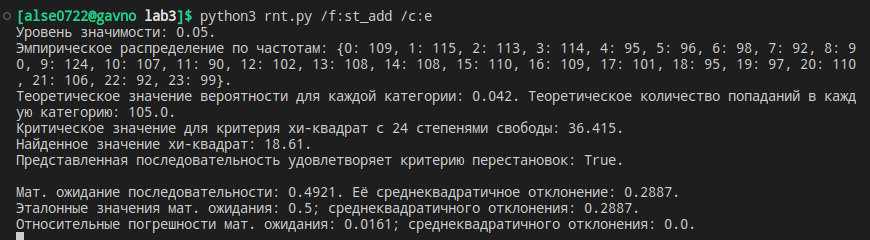 [alse0722@gavno lab3]$ python3 rnt.py /f:st_add /c:e
Уровень значимости: 0.05.
Эмпирическое распределение по частотам: {0: 109, 1: 115, 2: 113, 3: 114, 4: 95, 5: 96, 6: 98, 7: 92, 8: 9
0, 9: 124, 10: 107, 11: 90, 12: 102, 13: 108, 14: 108, 15: 110, 16: 109, 17: 101, 18: 95, 19: 97, 20: 110
, 21: 106, 22: 92, 23: 99}.
Теоретическое значение вероятности для каждой категории: 0.042. Теоретическое количество попаданий в кажд
ую категорию: 105.0.
Критическое значение для критерия хи-квадрат с 24 степенями свободы: 36.415.
Найденное значение хи-квадрат: 18.61.
Представленная последовательность удовлетворяет критерию перестановок: True.
Мат. ожидание последовательности: 0.4921. Её среднеквадратичное отклонение: 0.2887.
Эталонные значения мат. ожидания: 0.5; среднеквадратичного отклонения: 0.2887.
Относительные погрешности мат. ожидания: 0.0161; среднеквадратичного отклонения: 0.0.